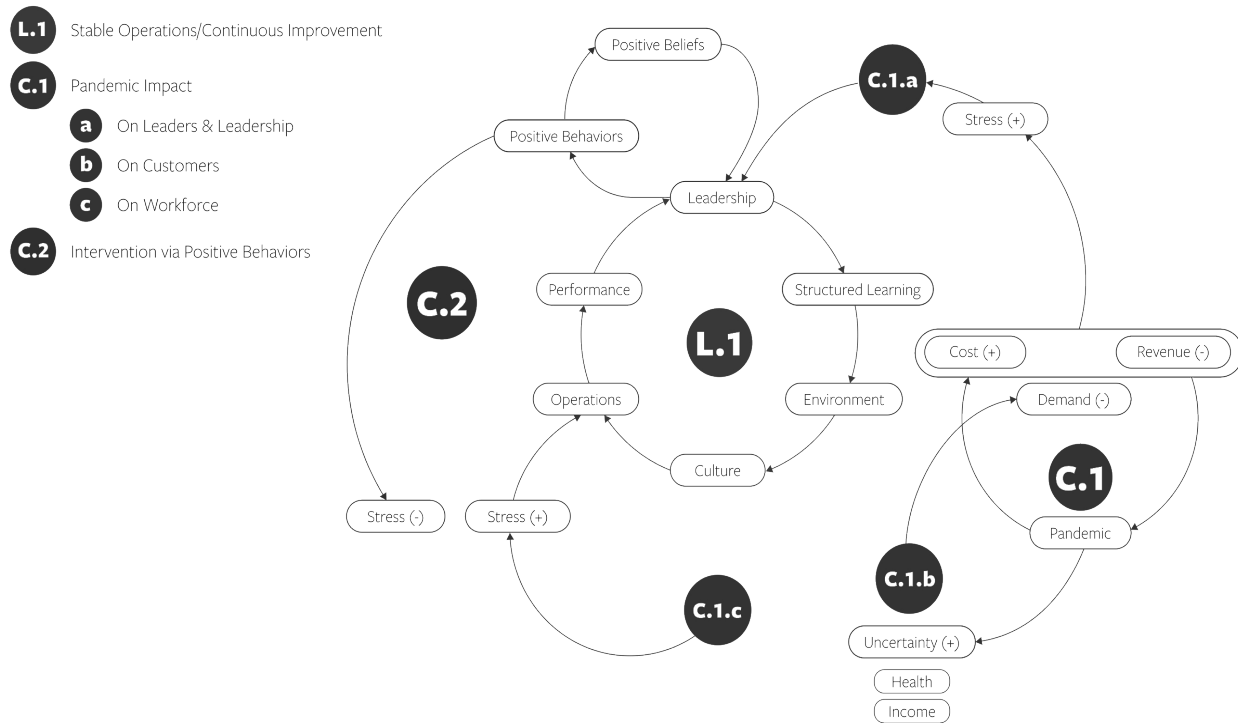 L.1 Stable Operations/Continuous Improvement
C.1 Pandemic Impact
a On Leaders & Leadership
b On Customers
c On Workforce
C.2 Intervention via Positive Behaviors
Positive Beliefs
C.1.a
Stress (+)
Positive Behaviors
Leadership
Performance
Structured Learning
C.2
L.1
Cost (+)
Revenue (-)
Operations
Environment
Demand (-)
Culture
C.1
Stress (-)
Stress (+)
Pandemic
C.1.b
C.1.c
Uncertainty (+)
Health
Income